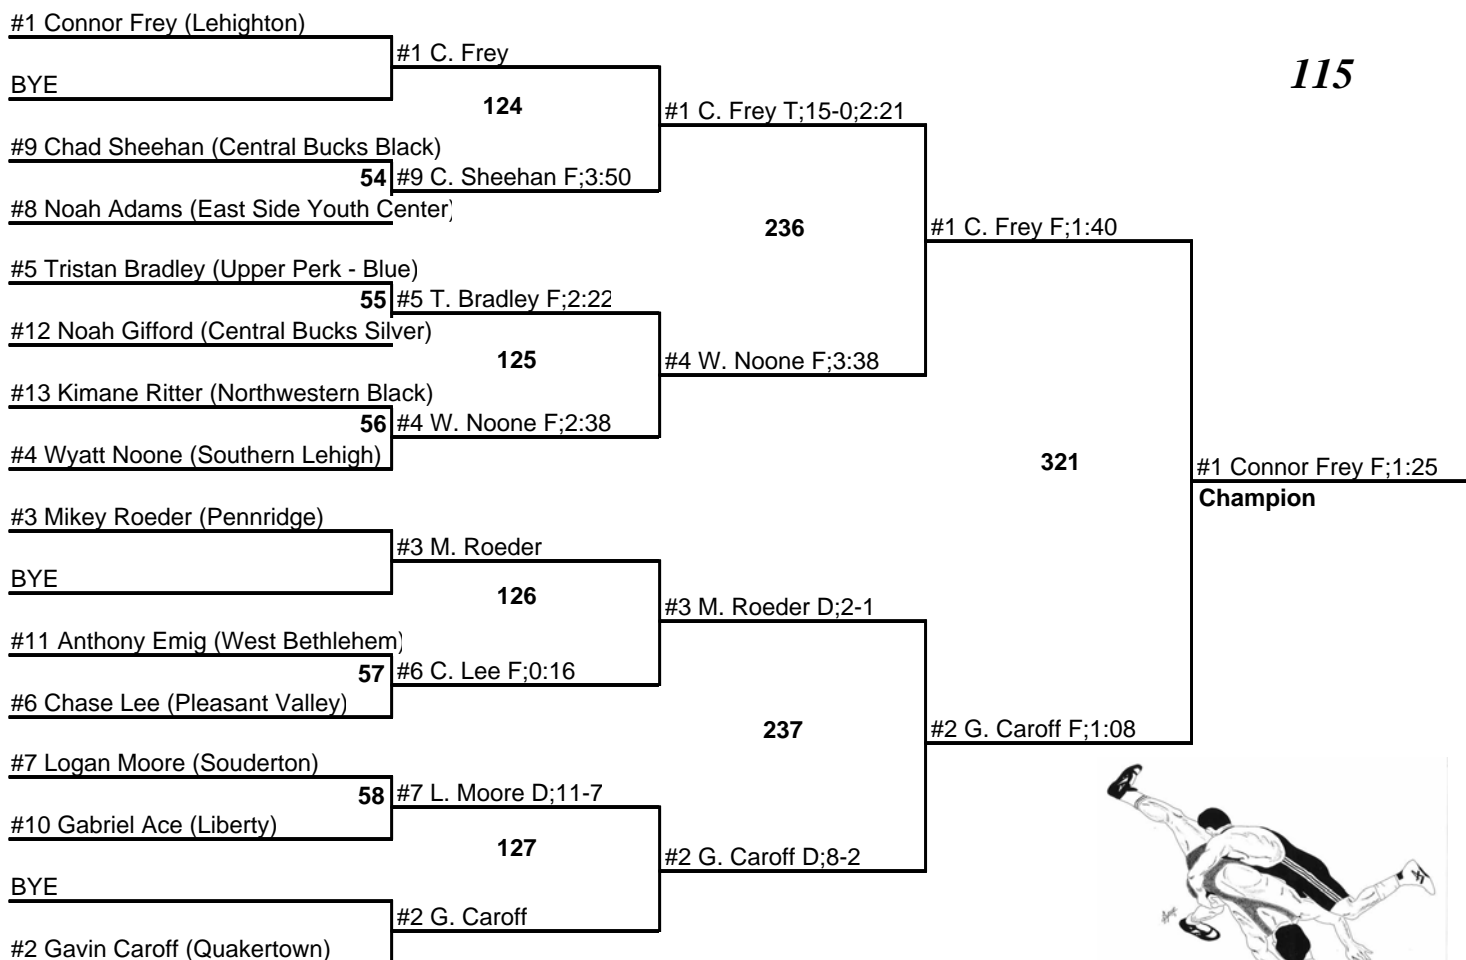 #1 Connor Frey (Lehighton)
#1 C. Frey
115
BYE
124
#1 C. Frey T;15-0;2:21
#9 Chad Sheehan (Central Bucks Black)
54 #9 C. Sheehan F;3:50
#8 Noah Adams (East Side Youth Center)
236
#1 C. Frey F;1:40
#5 Tristan Bradley (Upper Perk - Blue)
55 #5 T. Bradley F;2:22
#12 Noah Gifford (Central Bucks Silver)
125
#4 W. Noone F;3:38
#13 Kimane Ritter (Northwestern Black)
56 #4 W. Noone F;2:38
#4 Wyatt Noone (Southern Lehigh)
321
#1 Connor Frey F;1:25
Champion
#3 Mikey Roeder (Pennridge)
#3 M. Roeder
BYE
126
#3 M. Roeder D;2-1
#11 Anthony Emig (West Bethlehem)
57 #6 C. Lee F;0:16
#6 Chase Lee (Pleasant Valley)
237
#2 G. Caroff F;1:08
#7 Logan Moore (Souderton)
58 #7 L. Moore D;11-7
#10 Gabriel Ace (Liberty)
127
#2 G. Caroff D;8-2
BYE
#2 G. Caroff
#2 Gavin Caroff (Quakertown)